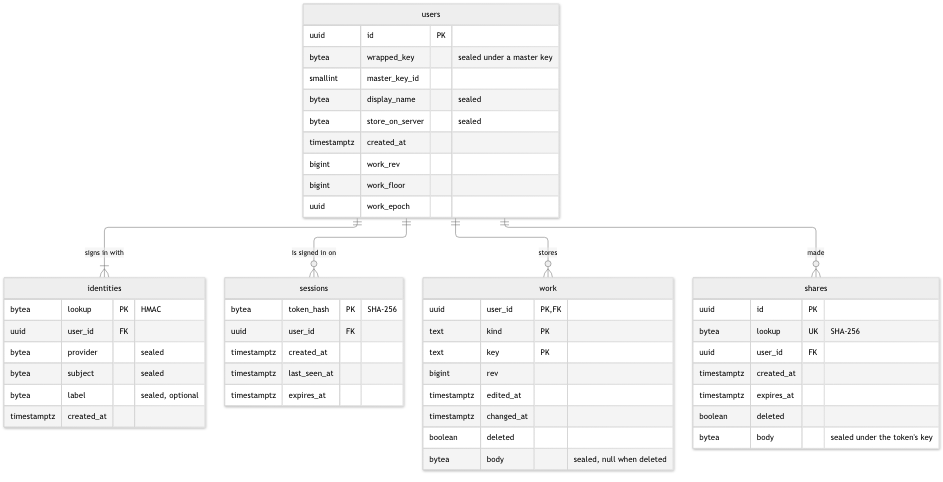 users
uuid id PK
bytea wrapped_key sealed under a master key
smallint master_key_id
bytea display_name sealed
bytea store_on_server sealed
timestamptz created_at
bigint work_rev
bigint work_floor
uuid work_epoch
signs in with
is signed in on
stores
made
identities
bytea lookup PK HMAC
uuid user_id FK
bytea provider sealed
bytea subject sealed
bytea label sealed, optional
timestamptz created_at
sessions
bytea token_hash PK SHA-256
uuid user_id FK
timestamptz created_at
timestamptz last_seen_at
timestamptz expires_at
work
uuid user_id PK,FK
text kind PK
text key PK
bigint rev
timestamptz edited_at
timestamptz changed_at
boolean deleted
bytea body sealed, null when deleted
shares
uuid id PK
bytea lookup UK SHA-256
uuid user_id FK
timestamptz created_at
timestamptz expires_at
boolean deleted
bytea body sealed under the token's key